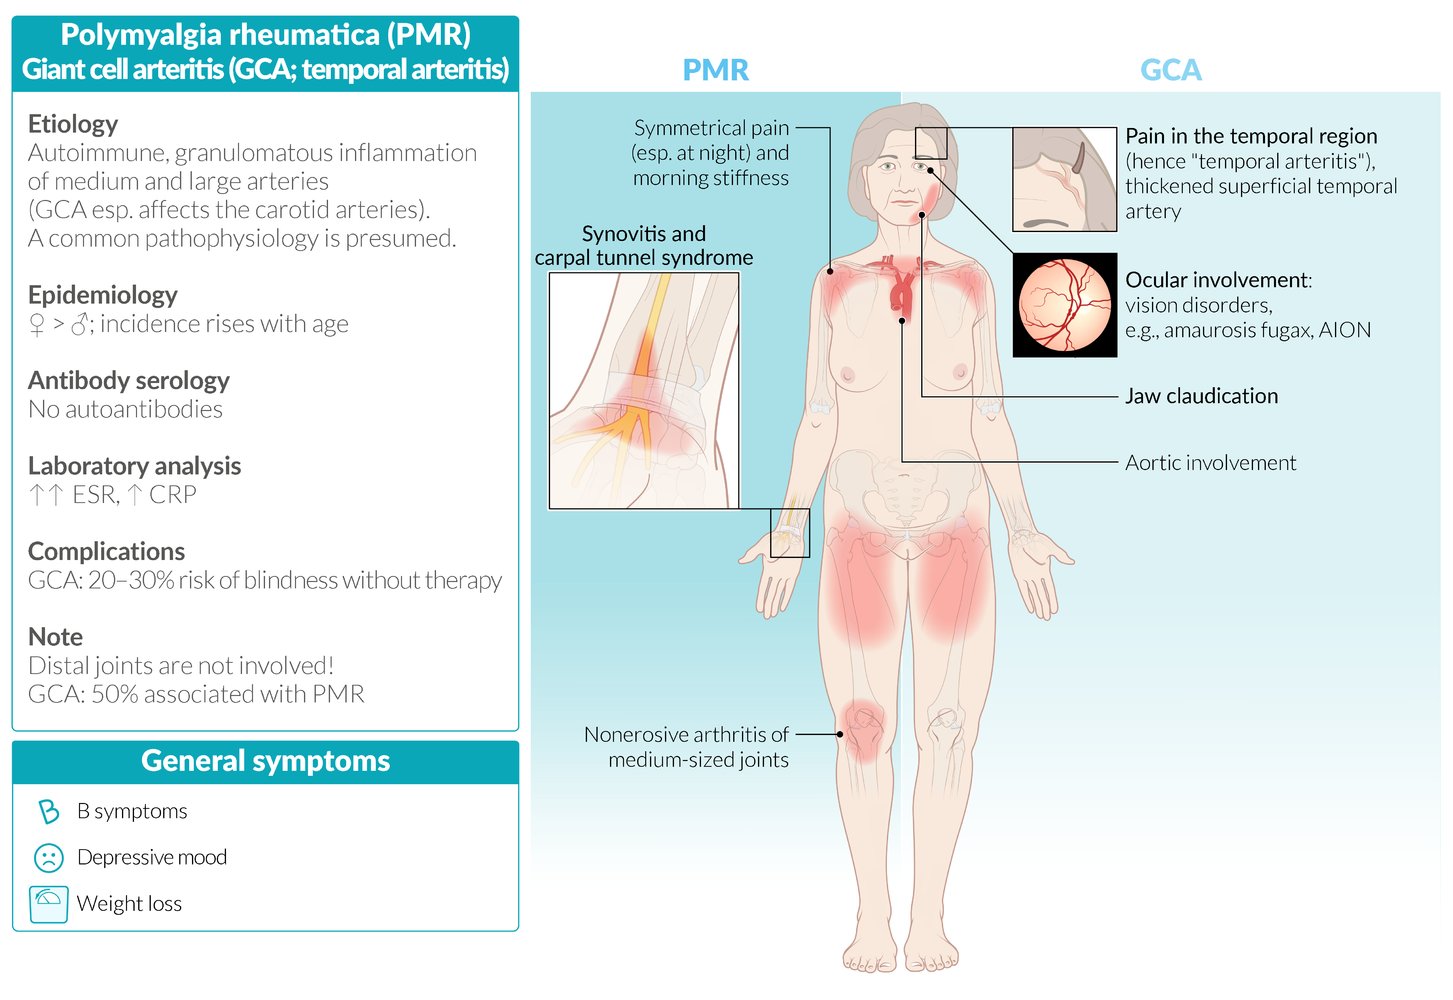 Polymyalgia rheumatica (PMR)
Giant cell arteritis (GCA; temporal arteritis)
Etiology
Autoimmune, granulomatous inflammation
of medium and large arteries
(GCA esp. affects the carotid arteries).
A common pathophysiology is presumed.
Epidemiology
♀ > ♂; incidence rises with age
Antibody serology
No autoantibodies
Laboratory analysis
↑↑ ESR, ↑ CRP
Complications
GCA: 20–30% risk of blindness without therapy
Note
Distal joints are not involved!
GCA: 50% associated with PMR
General symptoms
B symptoms
Depressive mood
Weight loss
PMR
Symmetrical pain
(esp. at night) and
morning stiffness
Synovitis and
carpal tunnel syndrome
Nonerosive arthritis of
medium-sized joints
GCA
Pain in the temporal region
(hence "temporal arteritis"),
thickened superficial temporal
artery
Ocular involvement:
vision disorders,
e.g., amaurosis fugax, AION
Jaw claudication
Aortic involvement